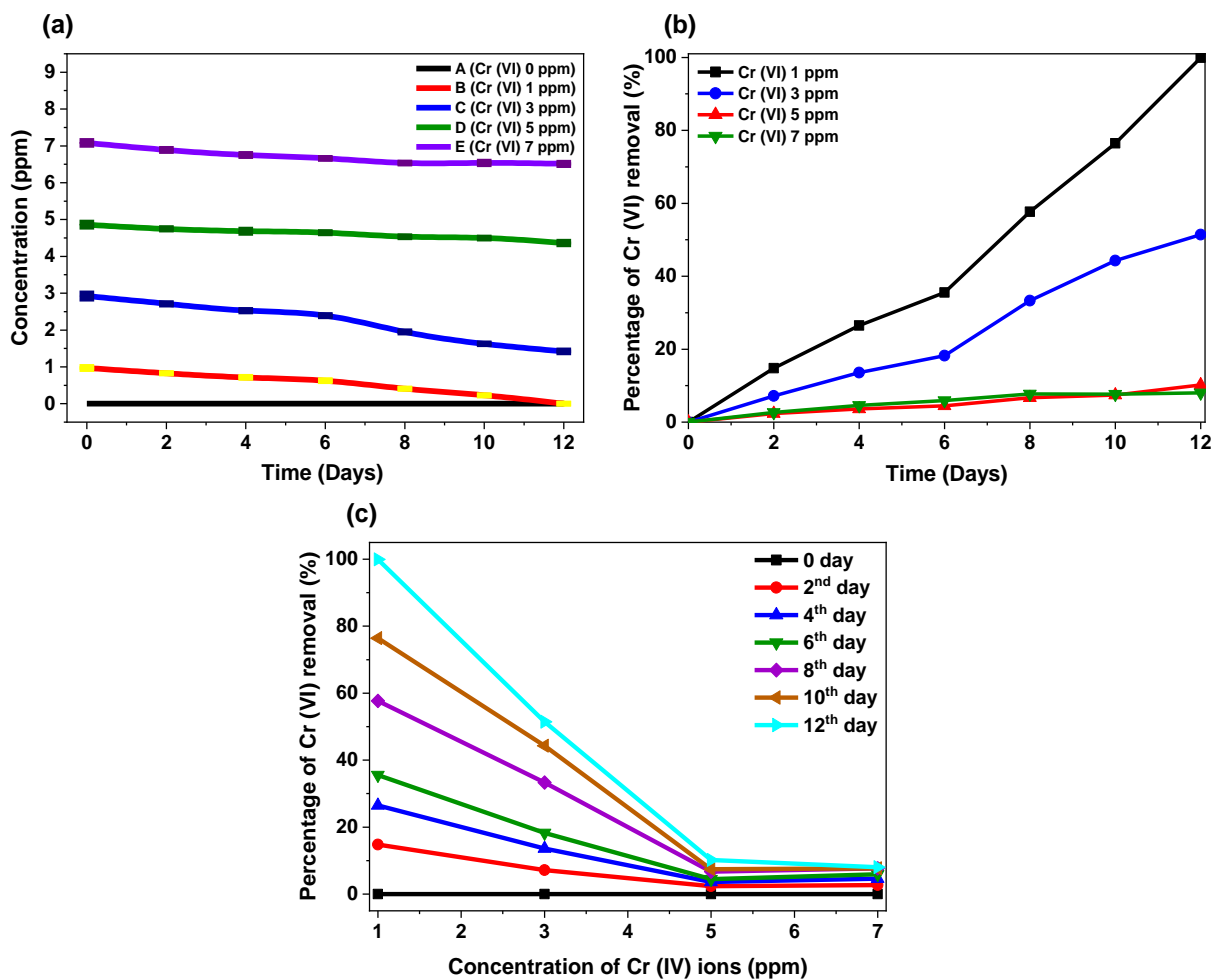 (a)
Concentration (ppm)
9
8
7
6
5
4
3
2
1
0
A (Cr (VI) 0 ppm)
B (Cr (VI) 1 ppm)
C (Cr (VI) 3 ppm)
D (Cr (VI) 5 ppm)
E (Cr (VI) 7 ppm)
0 2 4 6 8 10 12
Time (Days)
(b)
Percentage of Cr (VI) removal (%)
100
80
60
40
20
0
Cr (VI) 1 ppm
Cr (VI) 3 ppm
Cr (VI) 5 ppm
Cr (VI) 7 ppm
0 2 4 6 8 10 12
Time (Days)
(c)
Percentage of Cr (VI) removal (%)
100
80
60
40
20
0
0 day
2nd day
4th day
6th day
8th day
10th day
12th day
1 2 3 4 5 6 7
Concentration of Cr (IV) ions (ppm)